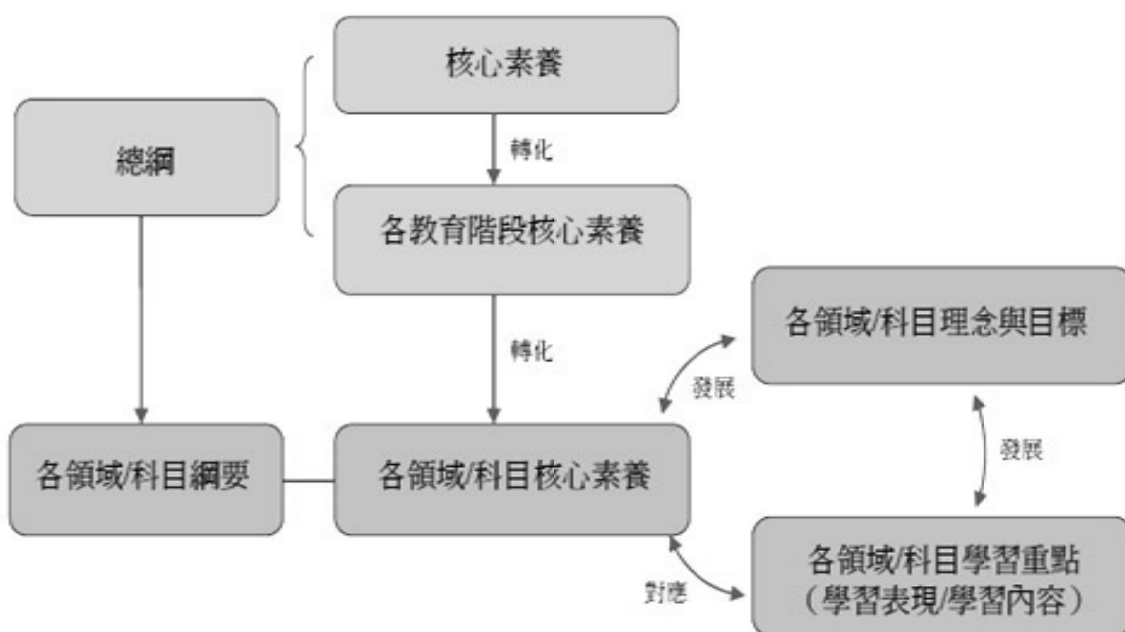 核心素養
總綱
轉化
各教育階段核心素養
各領域/科目理念與目標
轉化
發展
各領域/科目綱要
各領域/科目核心素養
發展
各領域/科目學習重點
（學習表現/學習內容）
對應